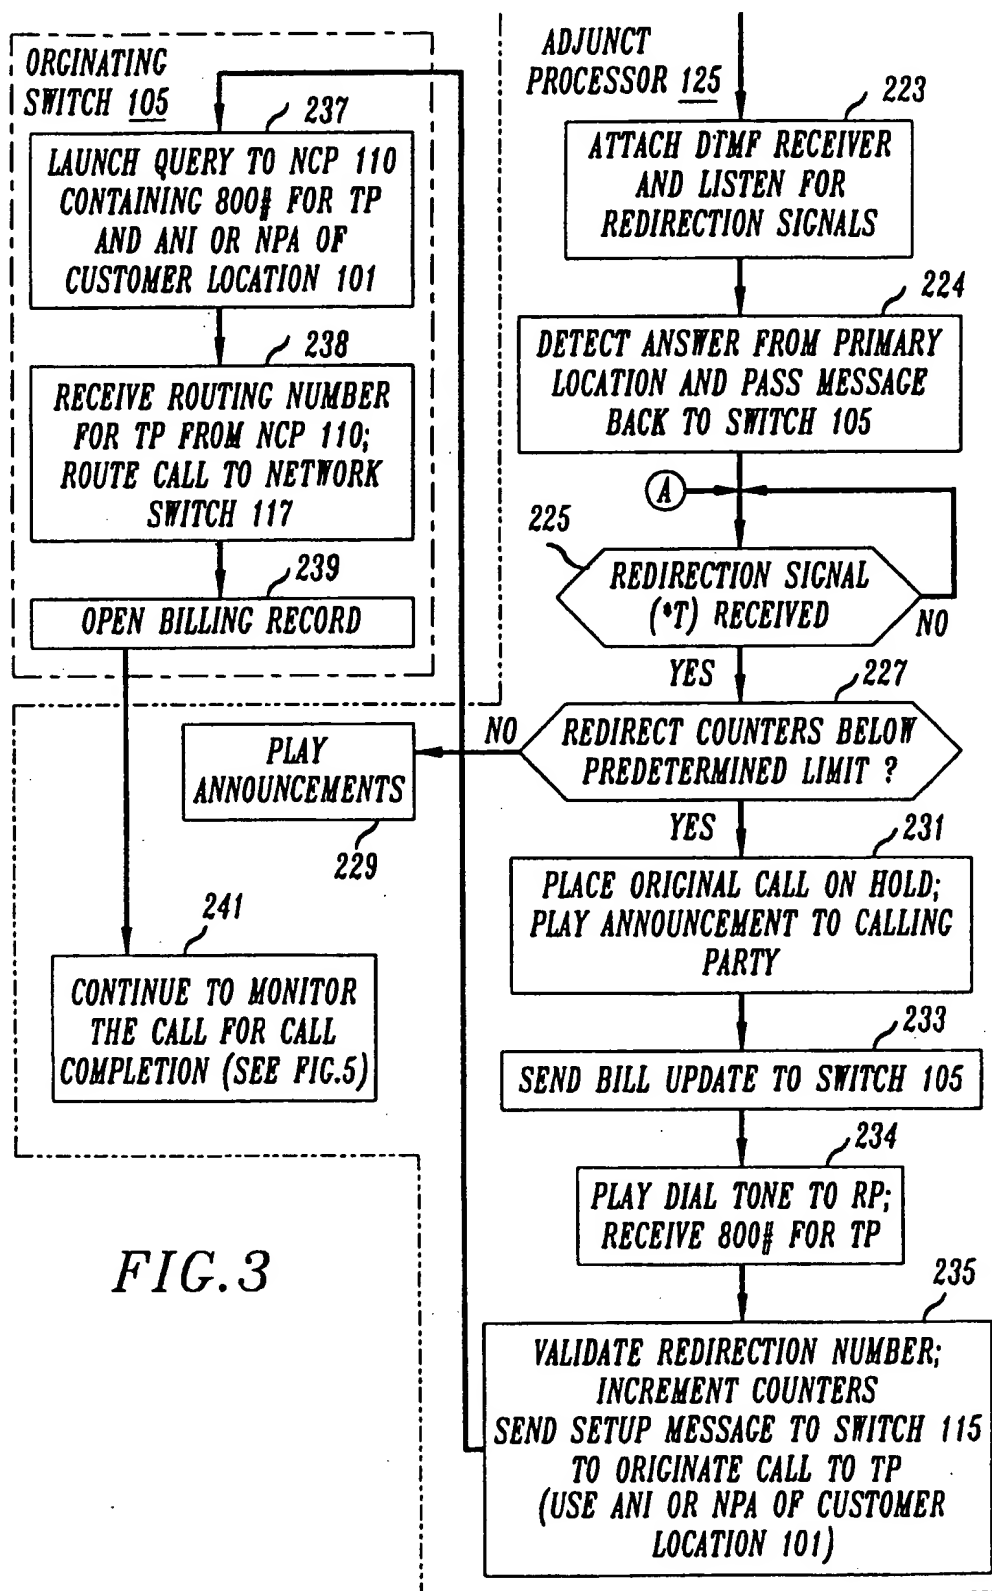 ORGINATING
SWITCH 105
237
LAUNCH QUERY TO NCP 110
CONTAINING 800# FOR TP
AND ANI OR NPA OF
CUSTOMER LOCATION 101
238
RECEIVE ROUTING NUMBER
FOR TP FROM NCP 110;
ROUTE CALL TO NETWORK
SWITCH 117
239
OPEN BILLING RECORD
ADJUNCT
PROCESSOR 125
223
ATTACH DTMF RECEIVER
AND LISTEN FOR
REDIRECTION SIGNALS
224
DETECT ANSWER FROM PRIMARY
LOCATION AND PASS MESSAGE
BACK TO SWITCH 105
A
225
REDIRECTION SIGNAL
(*T) RECEIVED
NO
YES
227
REDIRECT COUNTERS BELOW
PREDETERMINED LIMIT ?
NO
PLAY
ANNOUNCEMENTS
229
YES
231
PLACE ORIGINAL CALL ON HOLD;
PLAY ANNOUNCEMENT TO CALLING
PARTY
233
SEND BILL UPDATE TO SWITCH 105
234
PLAY DIAL TONE TO RP;
RECEIVE 800# FOR TP
235
VALIDATE REDIRECTION NUMBER;
INCREMENT COUNTERS
SEND SETUP MESSAGE TO SWITCH 115
TO ORIGINATE CALL TO TP
(USE ANI OR NPA OF CUSTOMER
LOCATION 101)
241
CONTINUE TO MONITOR
THE CALL FOR CALL
COMPLETION (SEE FIG.5)
FIG.3